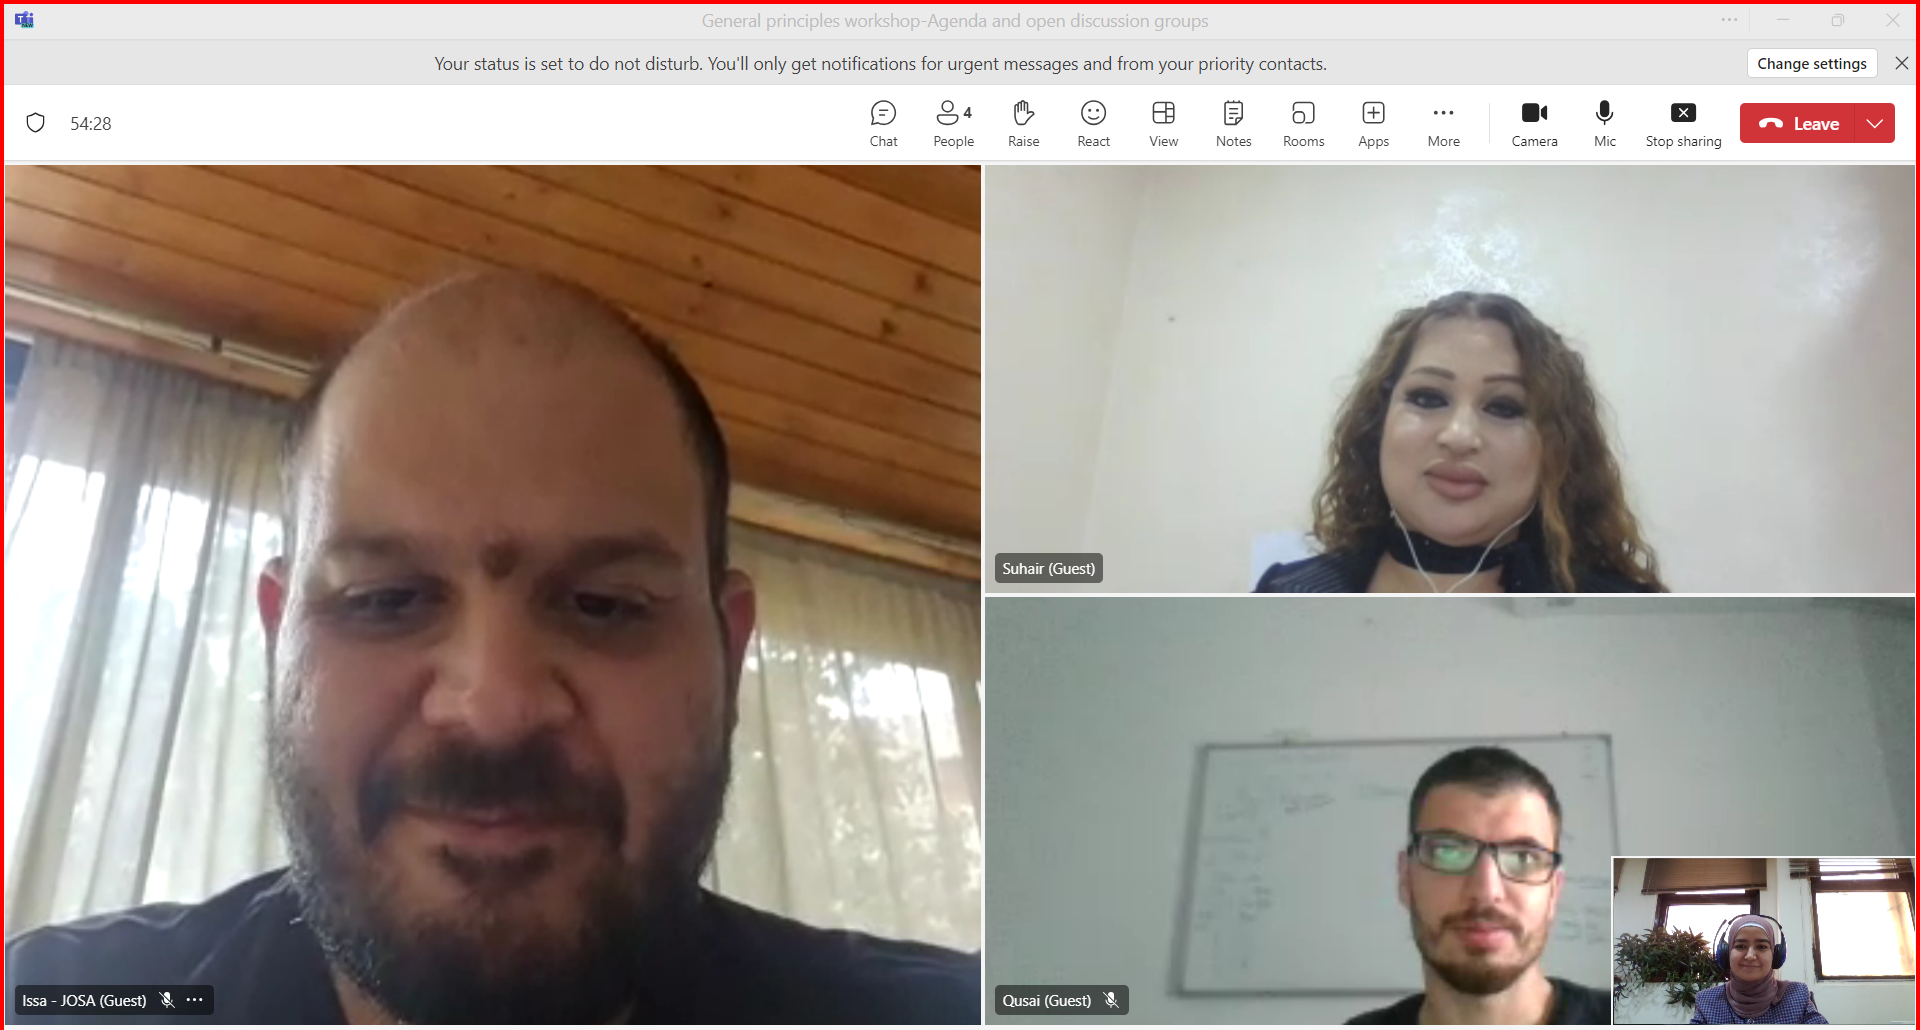 General principles workshop-Agenda and open discussion groups
Your status is set to do not disturb. You'll only get notifications for urgent messages and from your priority contacts.
Change settings
54:28
4
Chat
People
Raise
React
View
Notes
Rooms
Apps
More
Camera
Mic
Stop sharing
Leave
Suhair (Guest)
Issa - JOSA (Guest)
Qusai (Guest)